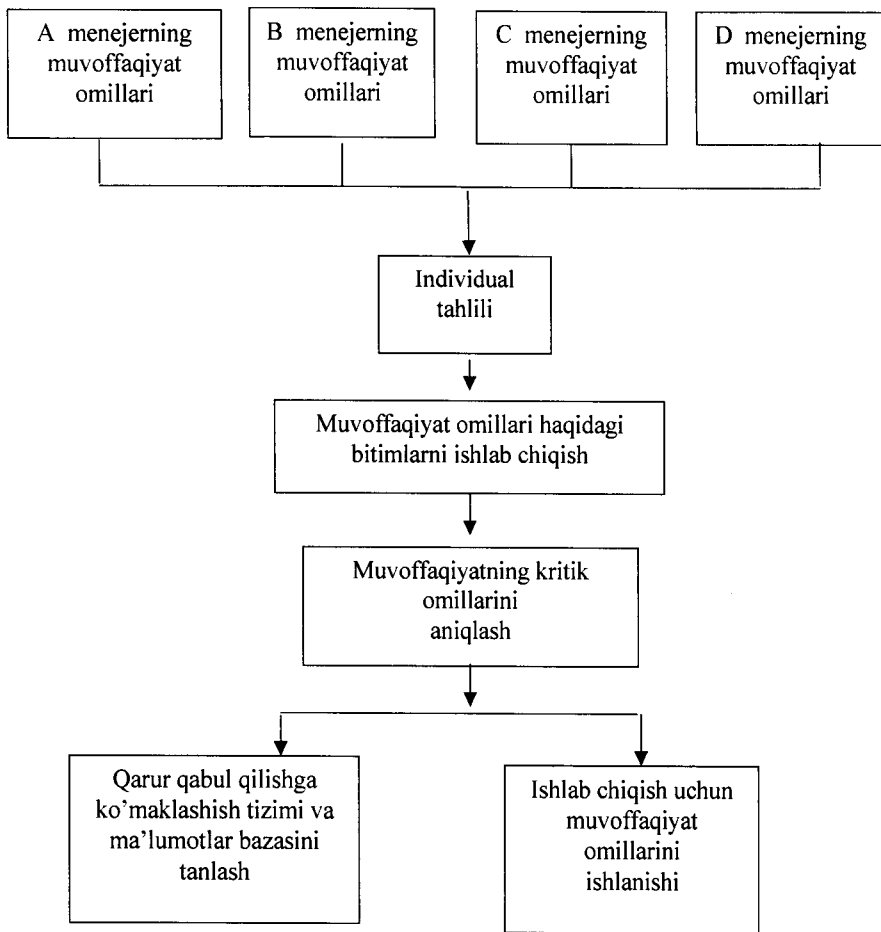 A menejerning
muvoffaqiyat
omillari
B menejerning
muvoffaqiyat
omillari
C menejerning
muvoffaqiyat
omillari
D menejerning
muvoffaqiyat
omillari
Individual
tahlili
Muvoffaqiyat omillari haqidagi
bitimlarni ishlab chiqish
Muvoffaqiyatning kritik
omillarini
aniqlash
Qarur qabul qilishga
ko’maklashish tizimi va
ma’lumotlar bazasini
tanlash
Ishlab chiqish uchun
muvoffaqiyat
omillarini
ishlanishi